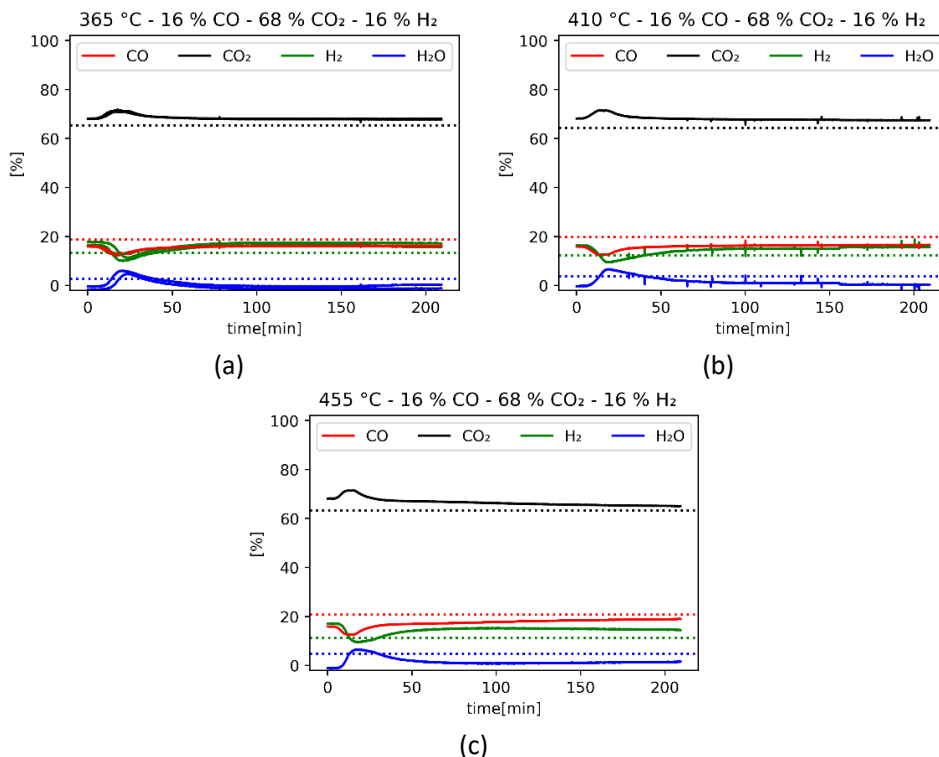 365 °C - 16 % CO - 68 % CO₂ - 16 % H₂
100
80
60
40
20
0
[%]
CO CO₂ H₂ H₂O
0 50 100 150 200
time[min]
(a)
410 °C - 16 % CO - 68 % CO₂ - 16 % H₂
100
80
60
40
20
0
[%]
CO CO₂ H₂ H₂O
0 50 100 150 200
time[min]
(b)
455 °C - 16 % CO - 68 % CO₂ - 16 % H₂
100
80
60
40
20
0
[%]
CO CO₂ H₂ H₂O
0 50 100 150 200
time[min]
(c)